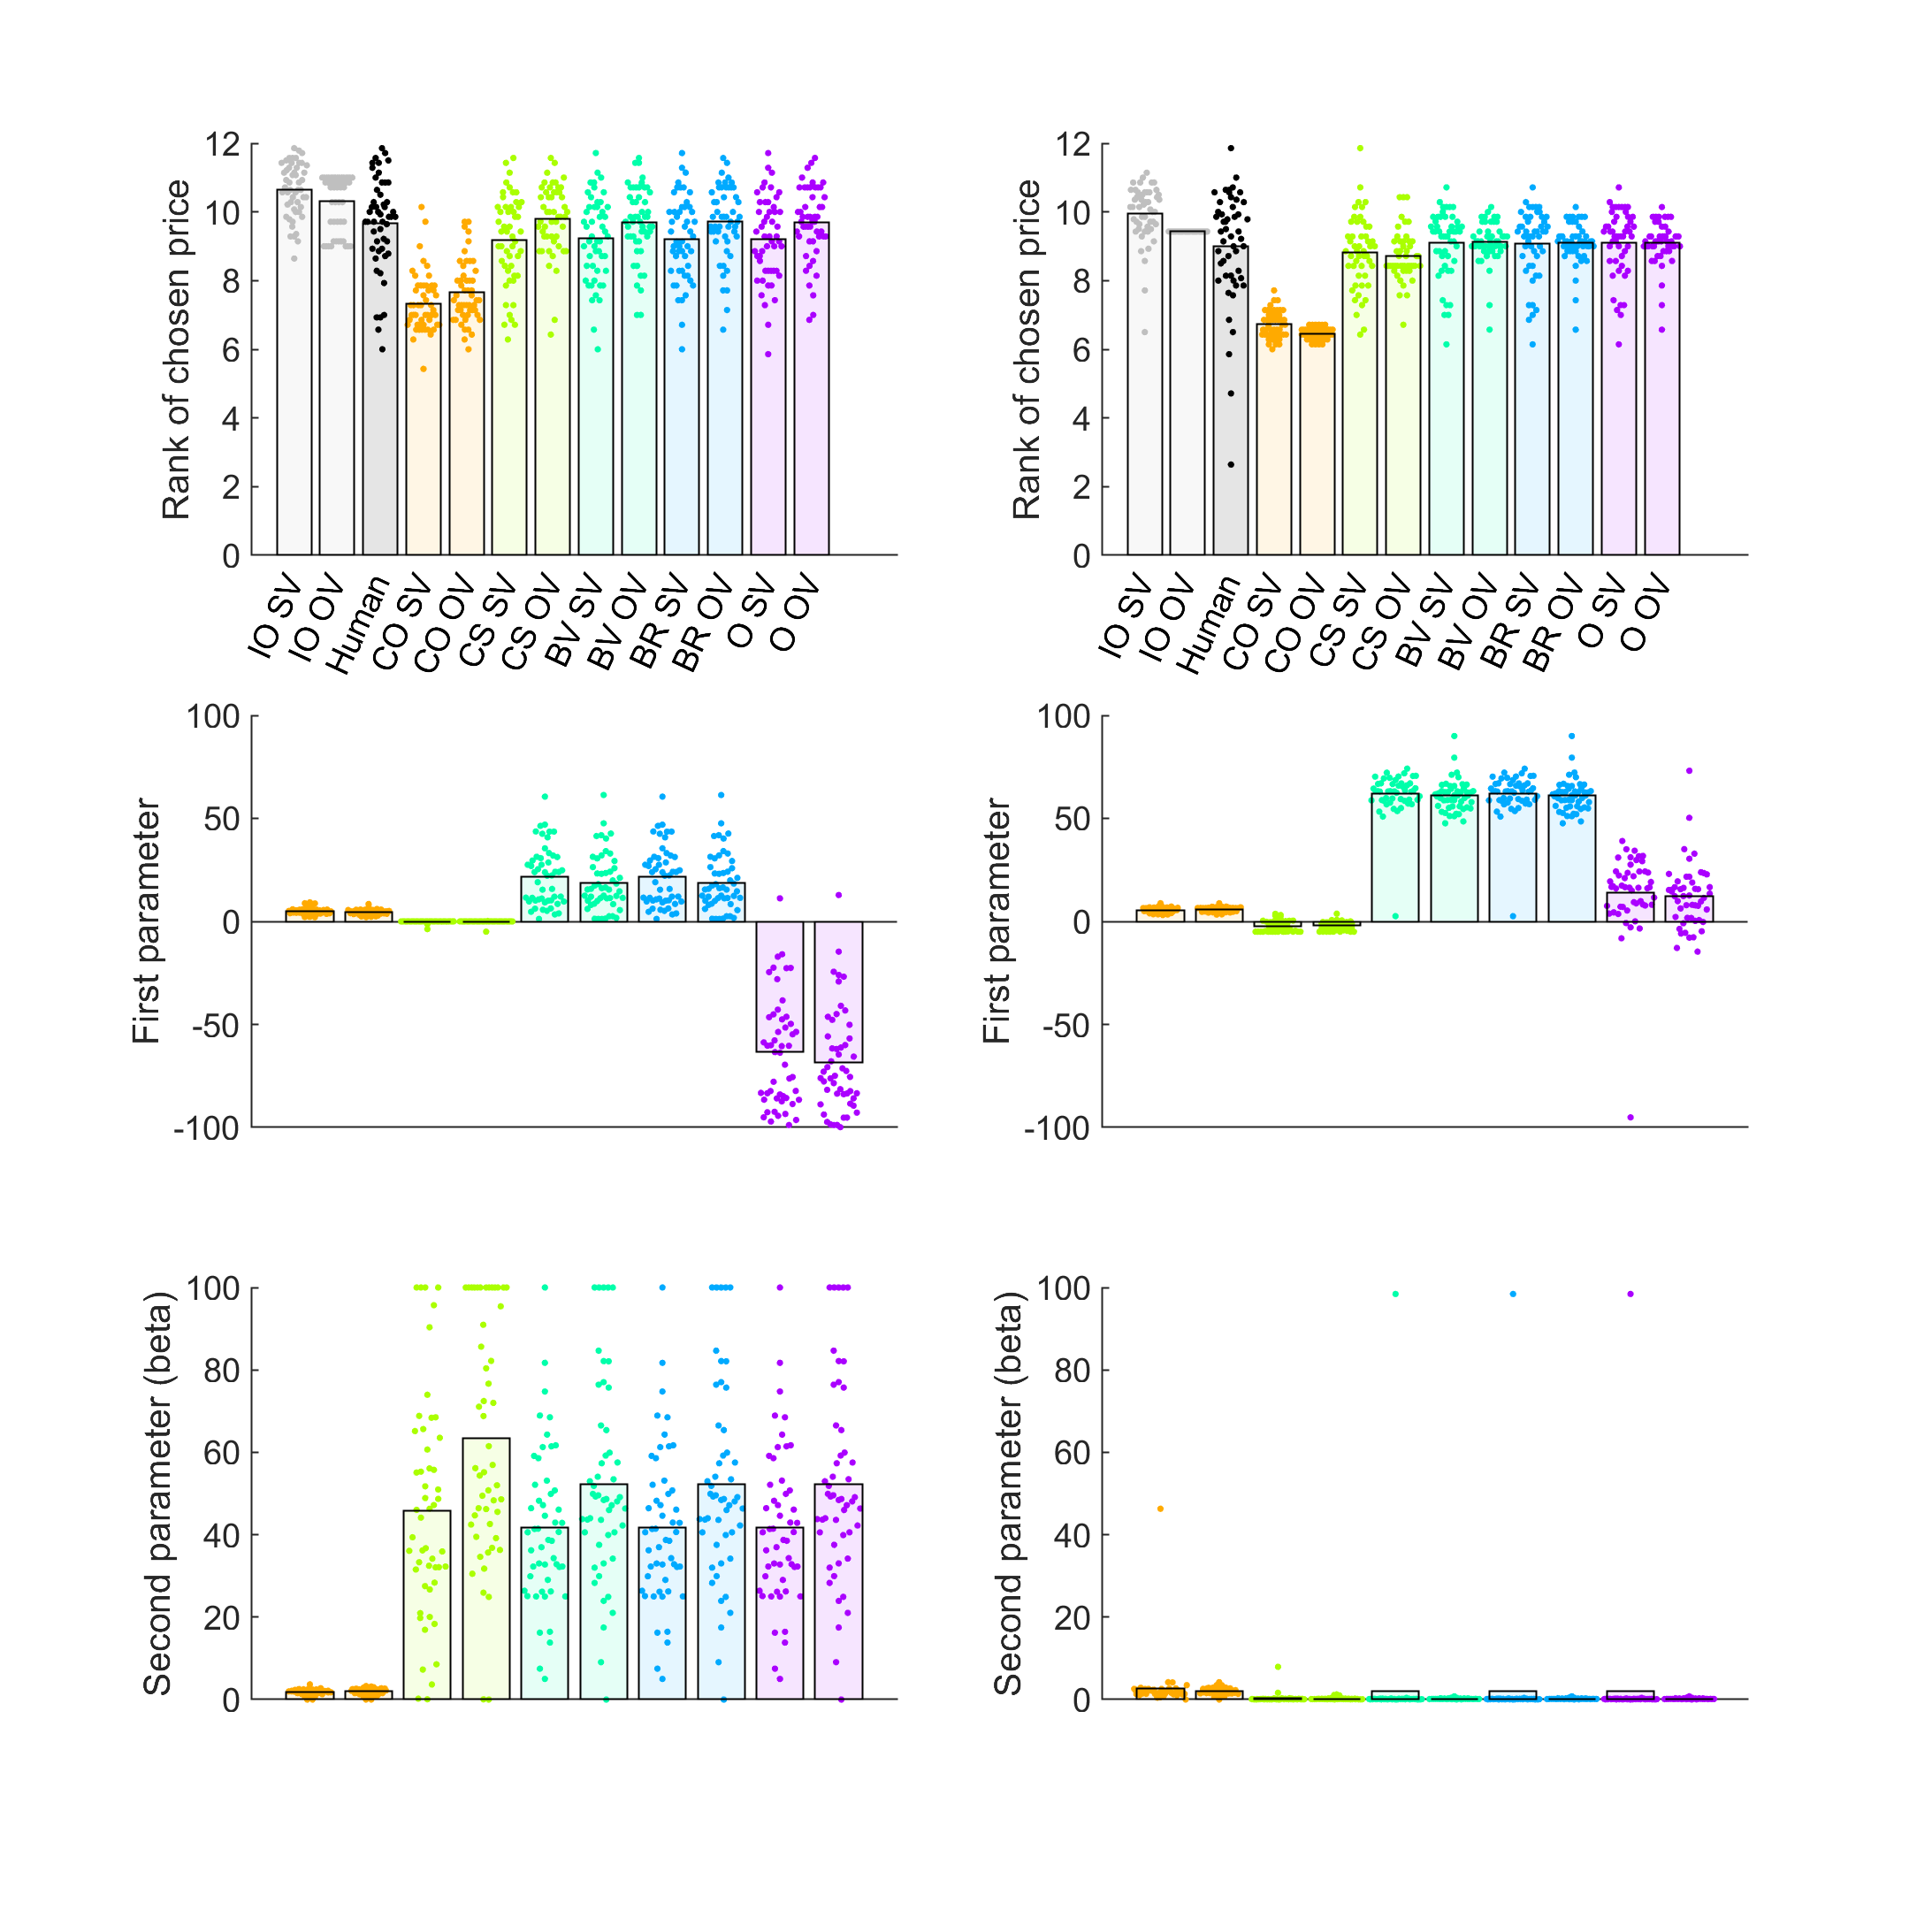 Rank of chosen price
12
10
8
6
4
2
0
IO SV
IO OV
Human
CO SV
CO OV
CS SV
CS OV
BV SV
BV OV
BR SV
BR OV
O SV
O OV
Rank of chosen price
12
10
8
6
4
2
0
IO SV
IO OV
Human
CO SV
CO OV
CS SV
CS OV
BV SV
BV OV
BR SV
BR OV
O SV
O OV
First parameter
100
50
0
-50
-100
First parameter
100
50
0
-50
-100
Second parameter (beta)
100
80
60
40
20
0
Second parameter (beta)
100
80
60
40
20
0